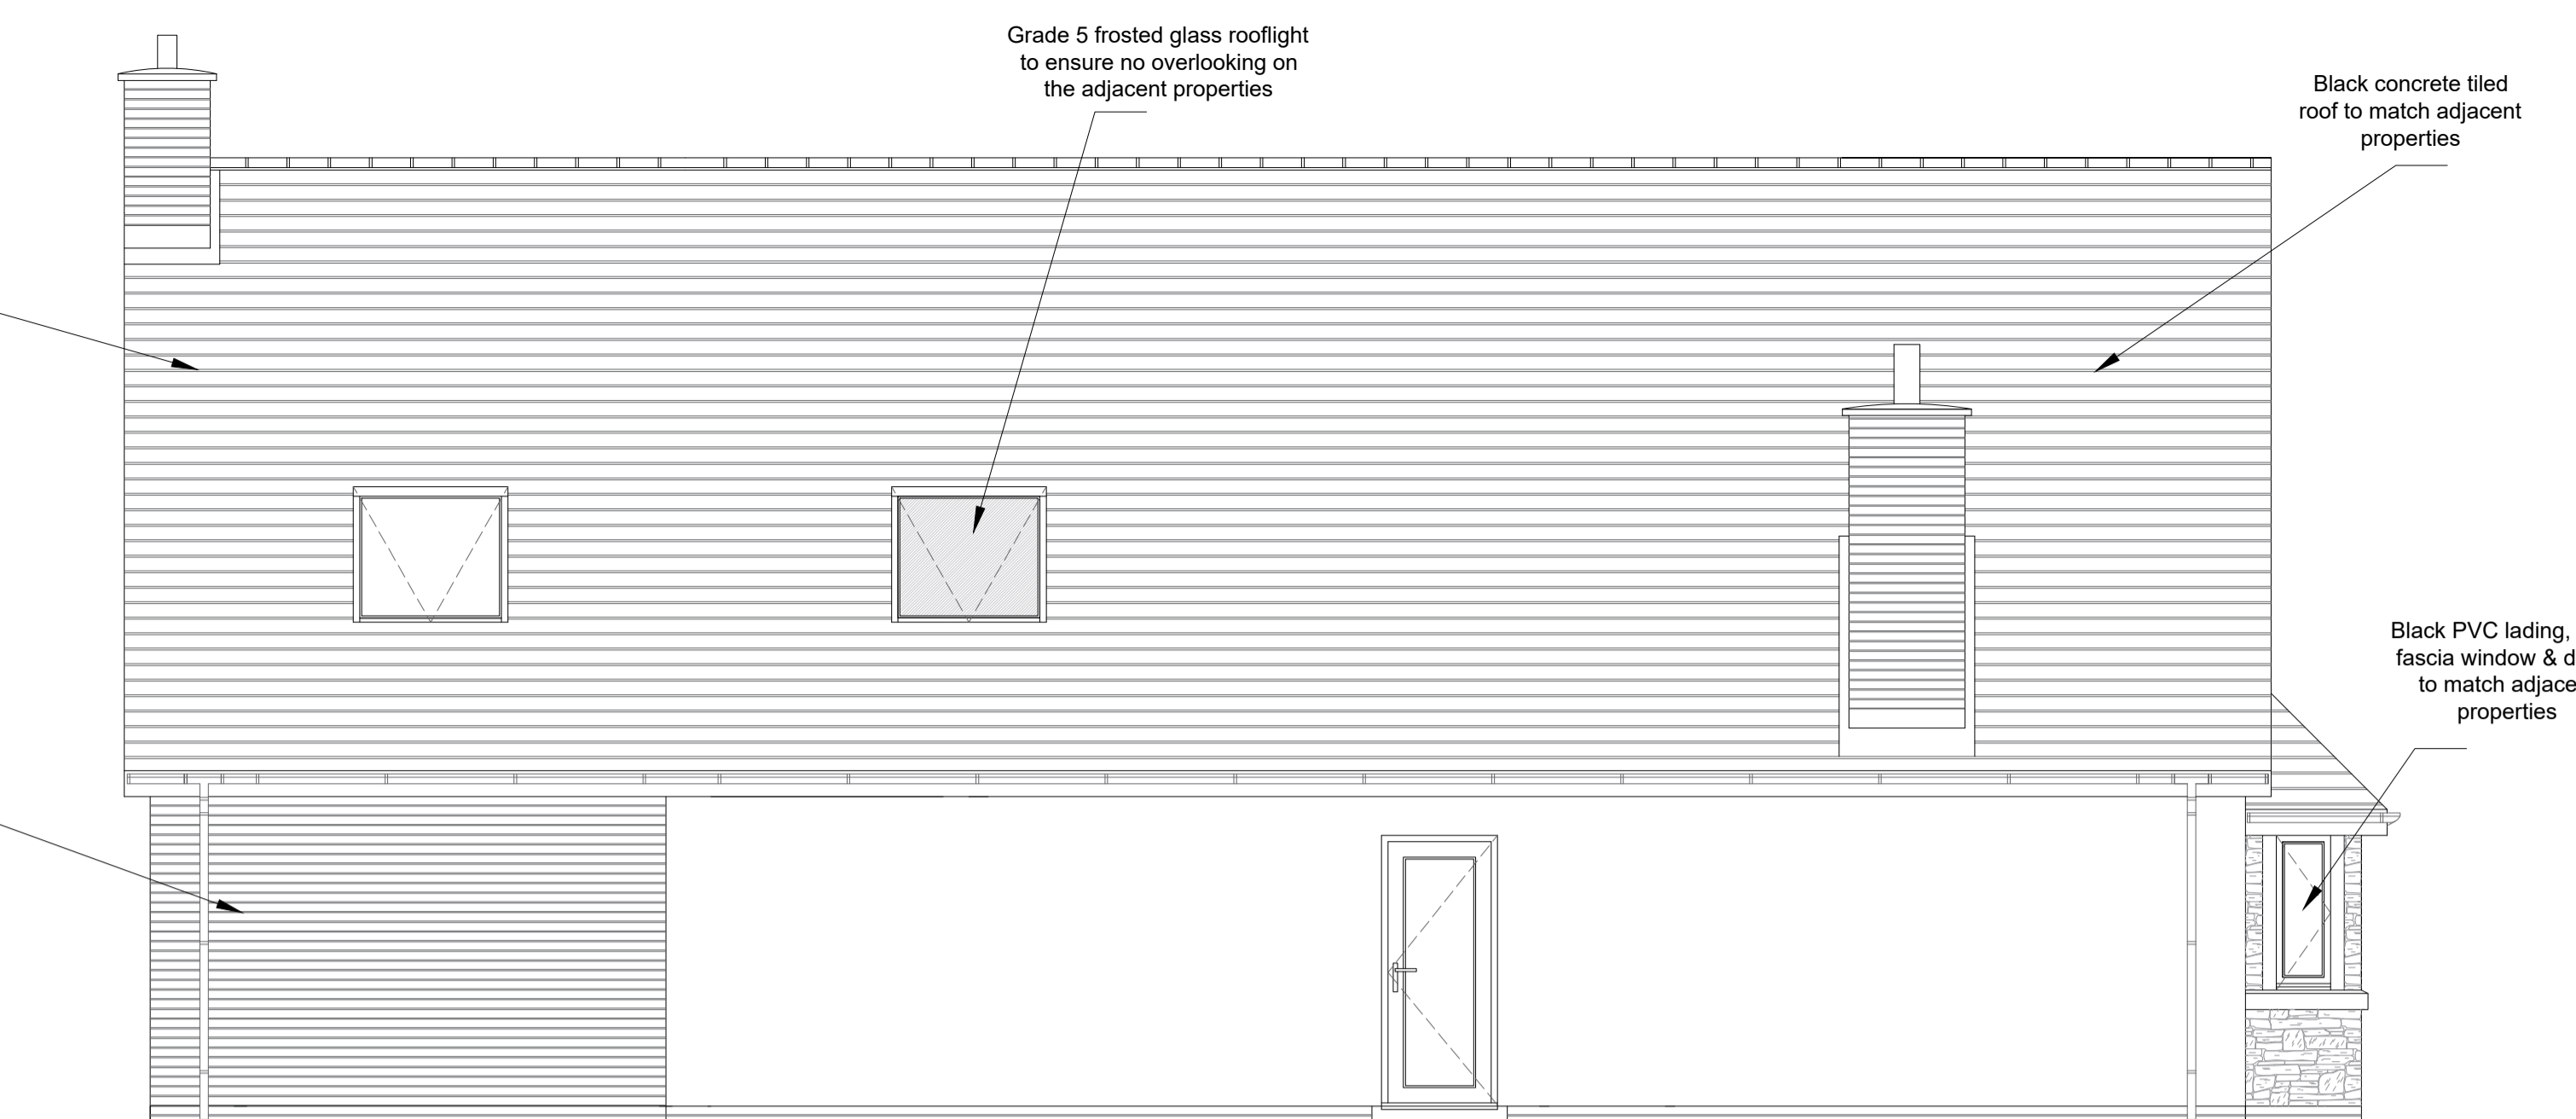 Grade 5 frosted glass rooflight
to ensure no overlooking on
the adjacent properties
Black concrete tiled
roof to match adjacent
properties
Black PVC lading,
fascia window &
to match
properties